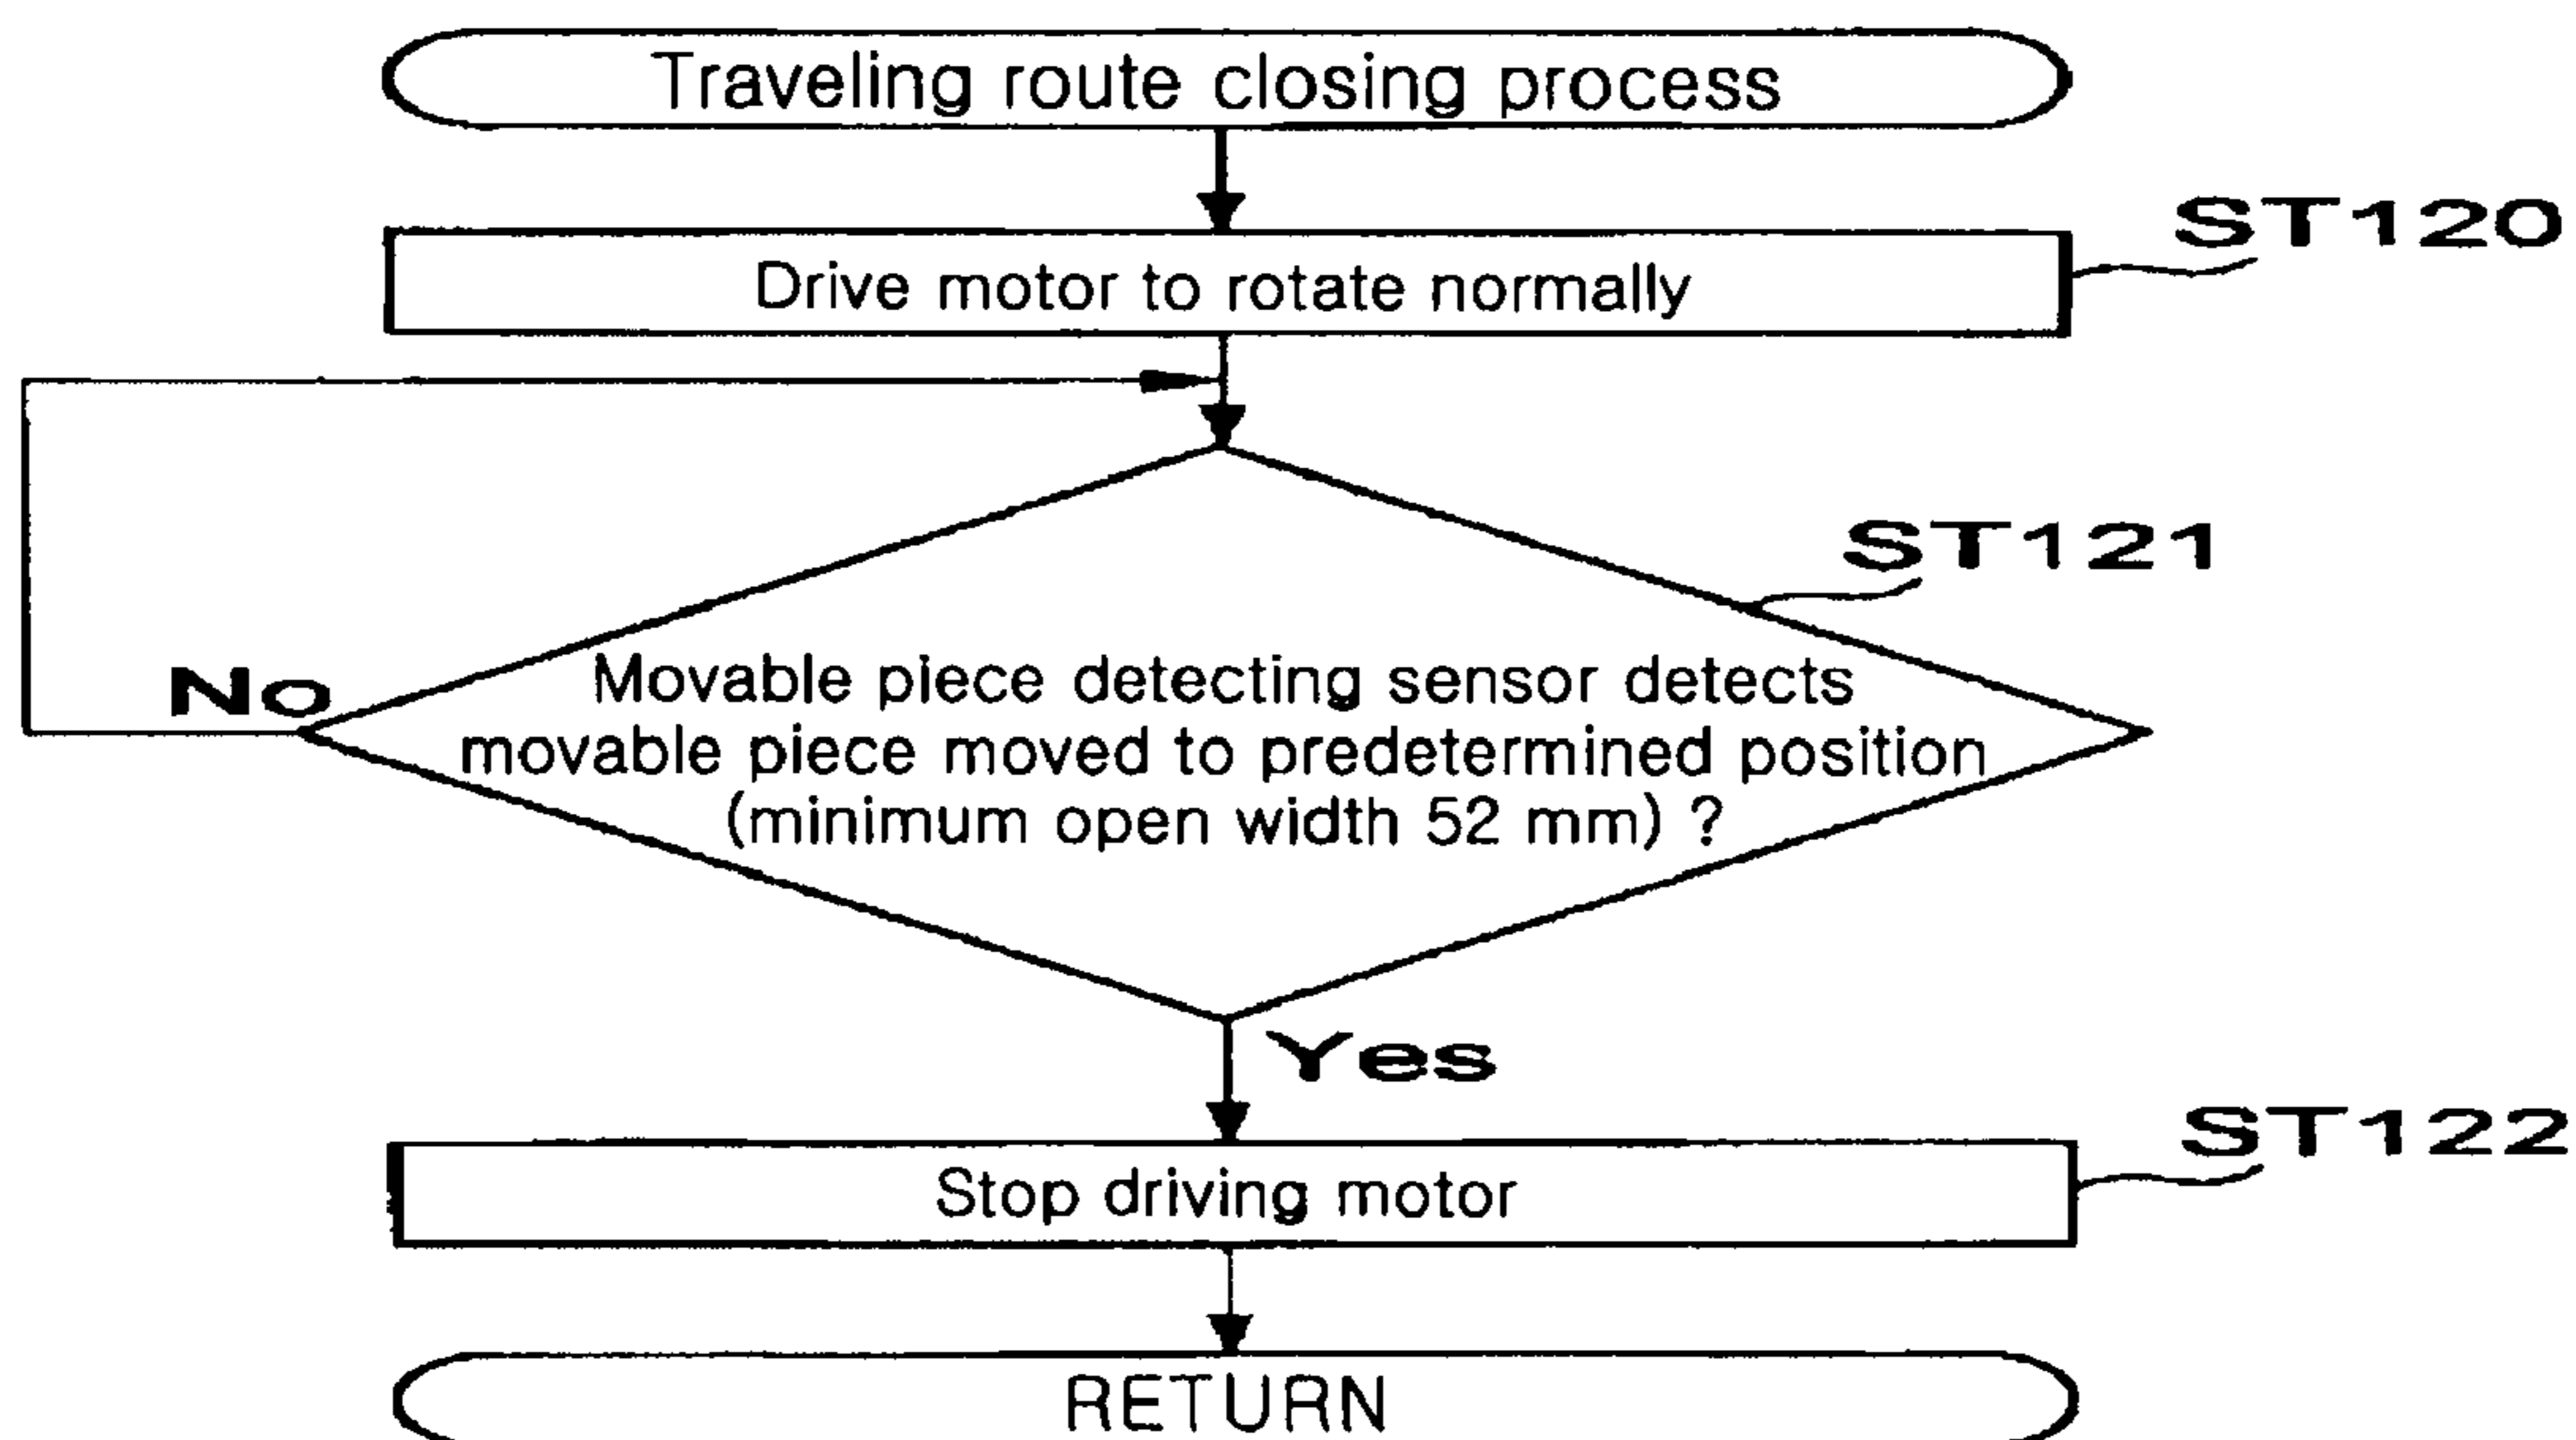 Traveling route closing process
ST120
Drive motor to rotate normally
ST121
No
Movable piece detecting sensor detects
movable piece moved to predetermined position
(minimum open width 52 mm) ?
Yes
ST122
Stop driving motor
RETURN